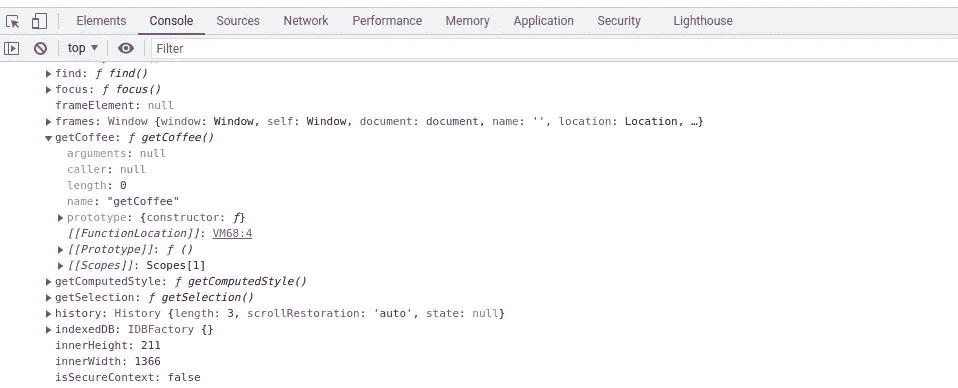 Elements Console Sources Network Performance Memory Application Security Lighthouse
top Filter
find: ƒ find()
focus: ƒ focus()
frameElement: null
frames: Window {window: Window, self: Window, document: document, name: '', location: Location, …}
getCoffee: ƒ getCoffee()
arguments: null
caller: null
length: 0
name: "getCoffee"
prototype: {constructor: ƒ}
[[FunctionLocation]]: VM68:4
[[Prototype]]: ƒ ()
[[Scopes]]: Scopes[1]
getComputedStyle: ƒ getComputedStyle()
getSelection: ƒ getSelection()
history: History {length: 3, scrollRestoration: 'auto', state: null}
indexedDB: IDBFactory {}
innerHeight: 211
innerWidth: 1366
isSecureContext: false